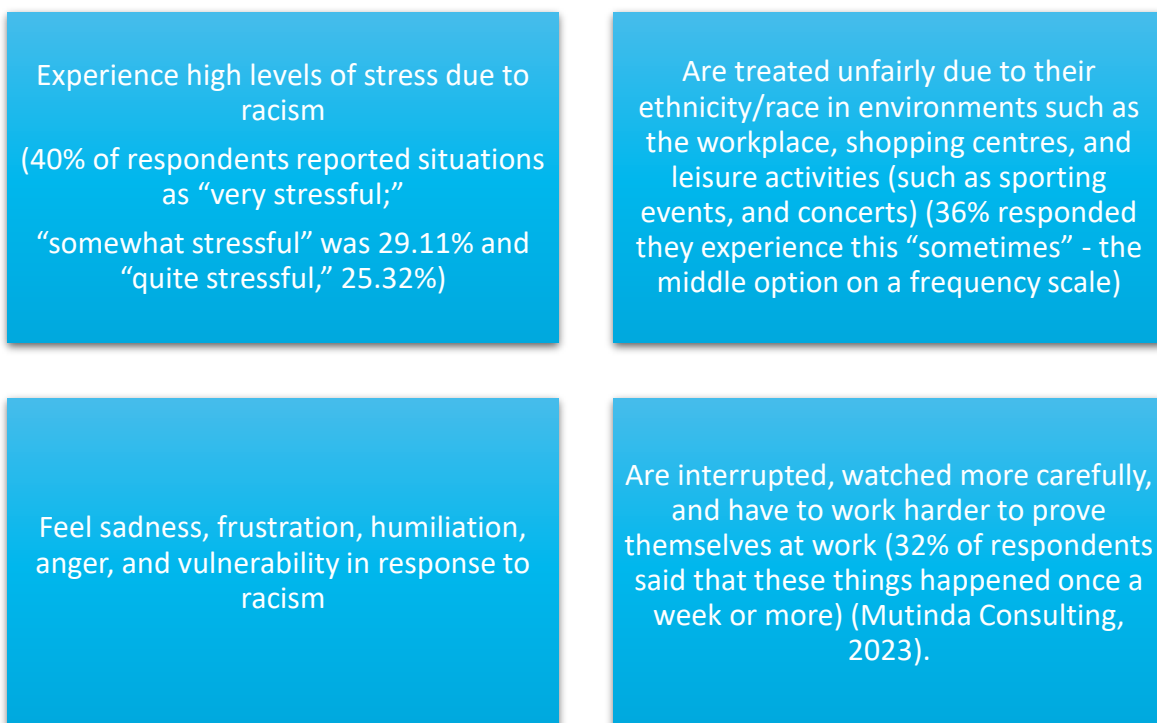 Experience high levels of stress due to
racism
(40% of respondents reported situations
as “very stressful;”
“somewhat stressful” was 29.11% and
“quite stressful,” 25.32%)
Are treated unfairly due to their
ethnicity/race in environments such as
the workplace, shopping centres, and
leisure activities (such as sporting
events, and concerts) (36% responded
they experience this “sometimes” - the
middle option on a frequency scale)
Feel sadness, frustration, humiliation,
anger, and vulnerability in response to
racism
Are interrupted, watched more carefully,
and have to work harder to prove
themselves at work (32% of respondents
said that these things happened once a
week or more) (Mutinda Consulting,
2023).